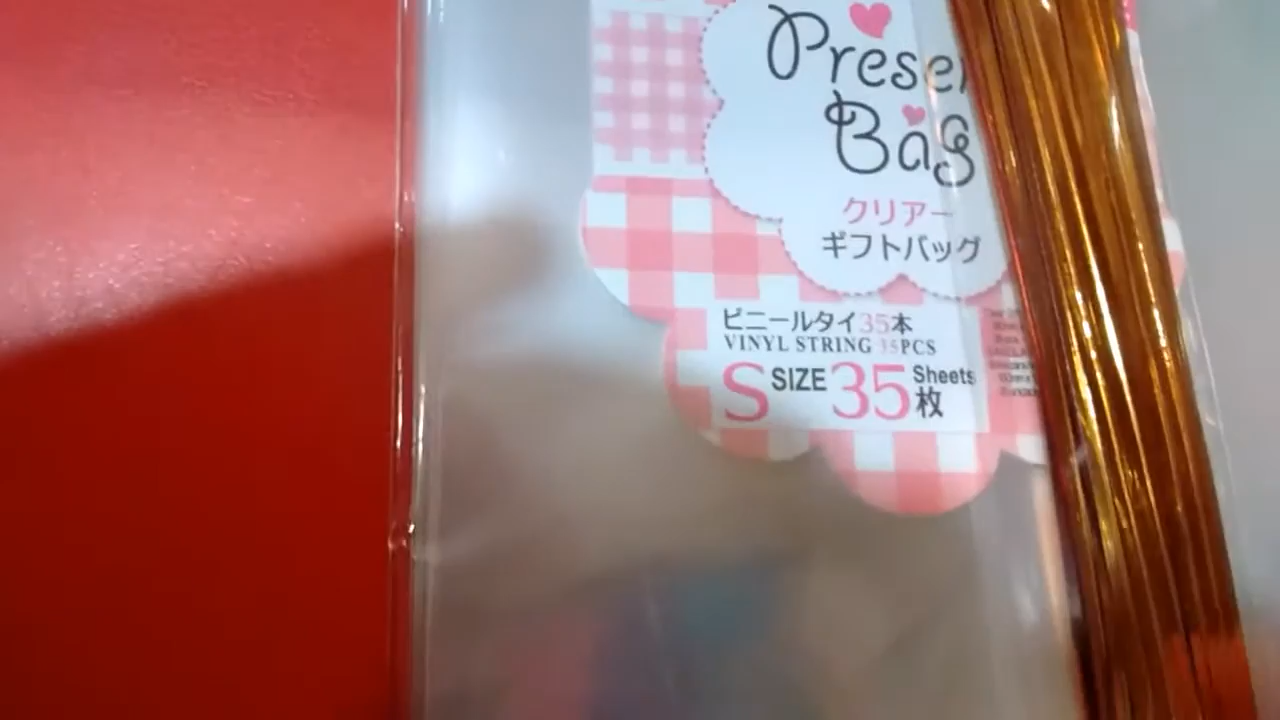 Presen
Bag
クリアー
ギフトバッグ
ビニールタイ35本
VINYL STRING 35PCS
S SIZE 35 Sheets
枚